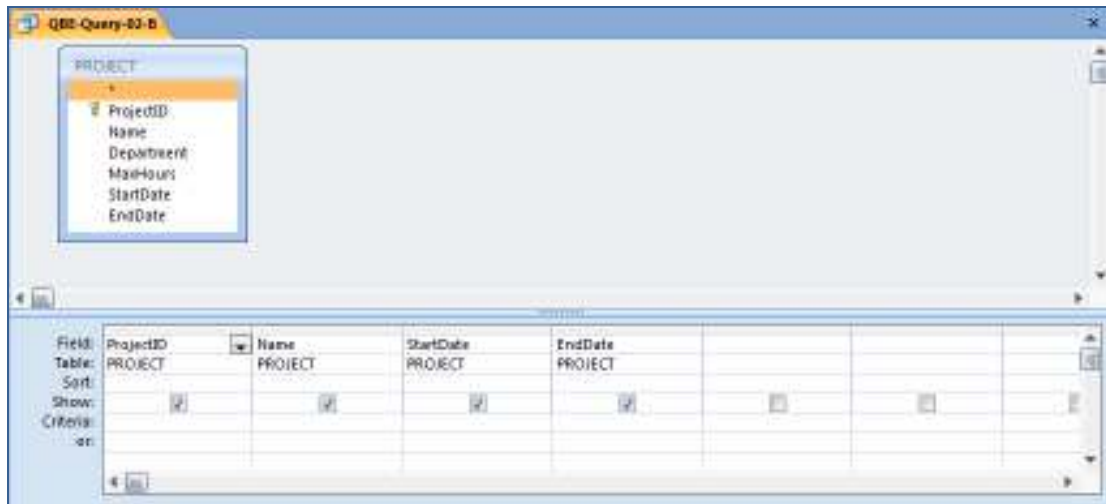 QBE-Query-02-B
PROJECT
*
ProjectID
Name
Department
MaxHours
StartDate
EndDate
Field: ProjectID Name StartDate EndDate
Table: PROJECT PROJECT PROJECT PROJECT
Sort:
Show:
Criteria:
or: